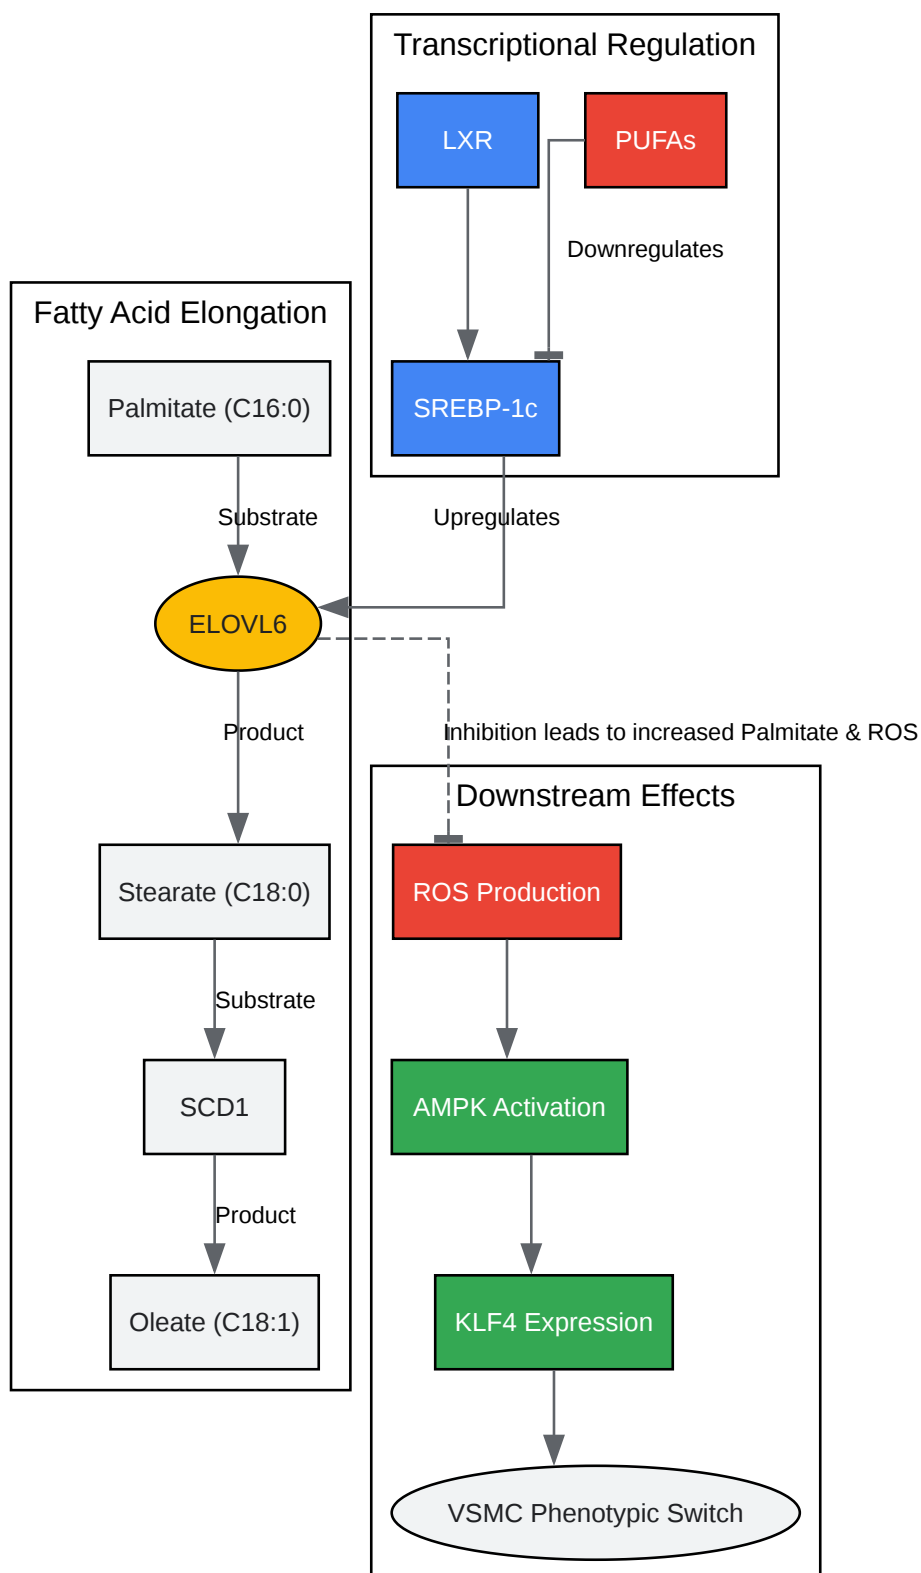 Transcriptional Regulation
LXR
PUFAs
Downregulates
SREBP-1c
Upregulates
Fatty Acid Elongation
Palmitate (C16:0)
Substrate
ELOVL6
Product
Stearate (C18:0)
Substrate
SCD1
Product
Oleate (C18:1)
Inhibition leads to increased Palmitate & ROS
Downstream Effects
ROS Production
AMPK Activation
KLF4 Expression
VSMC Phenotypic Switch